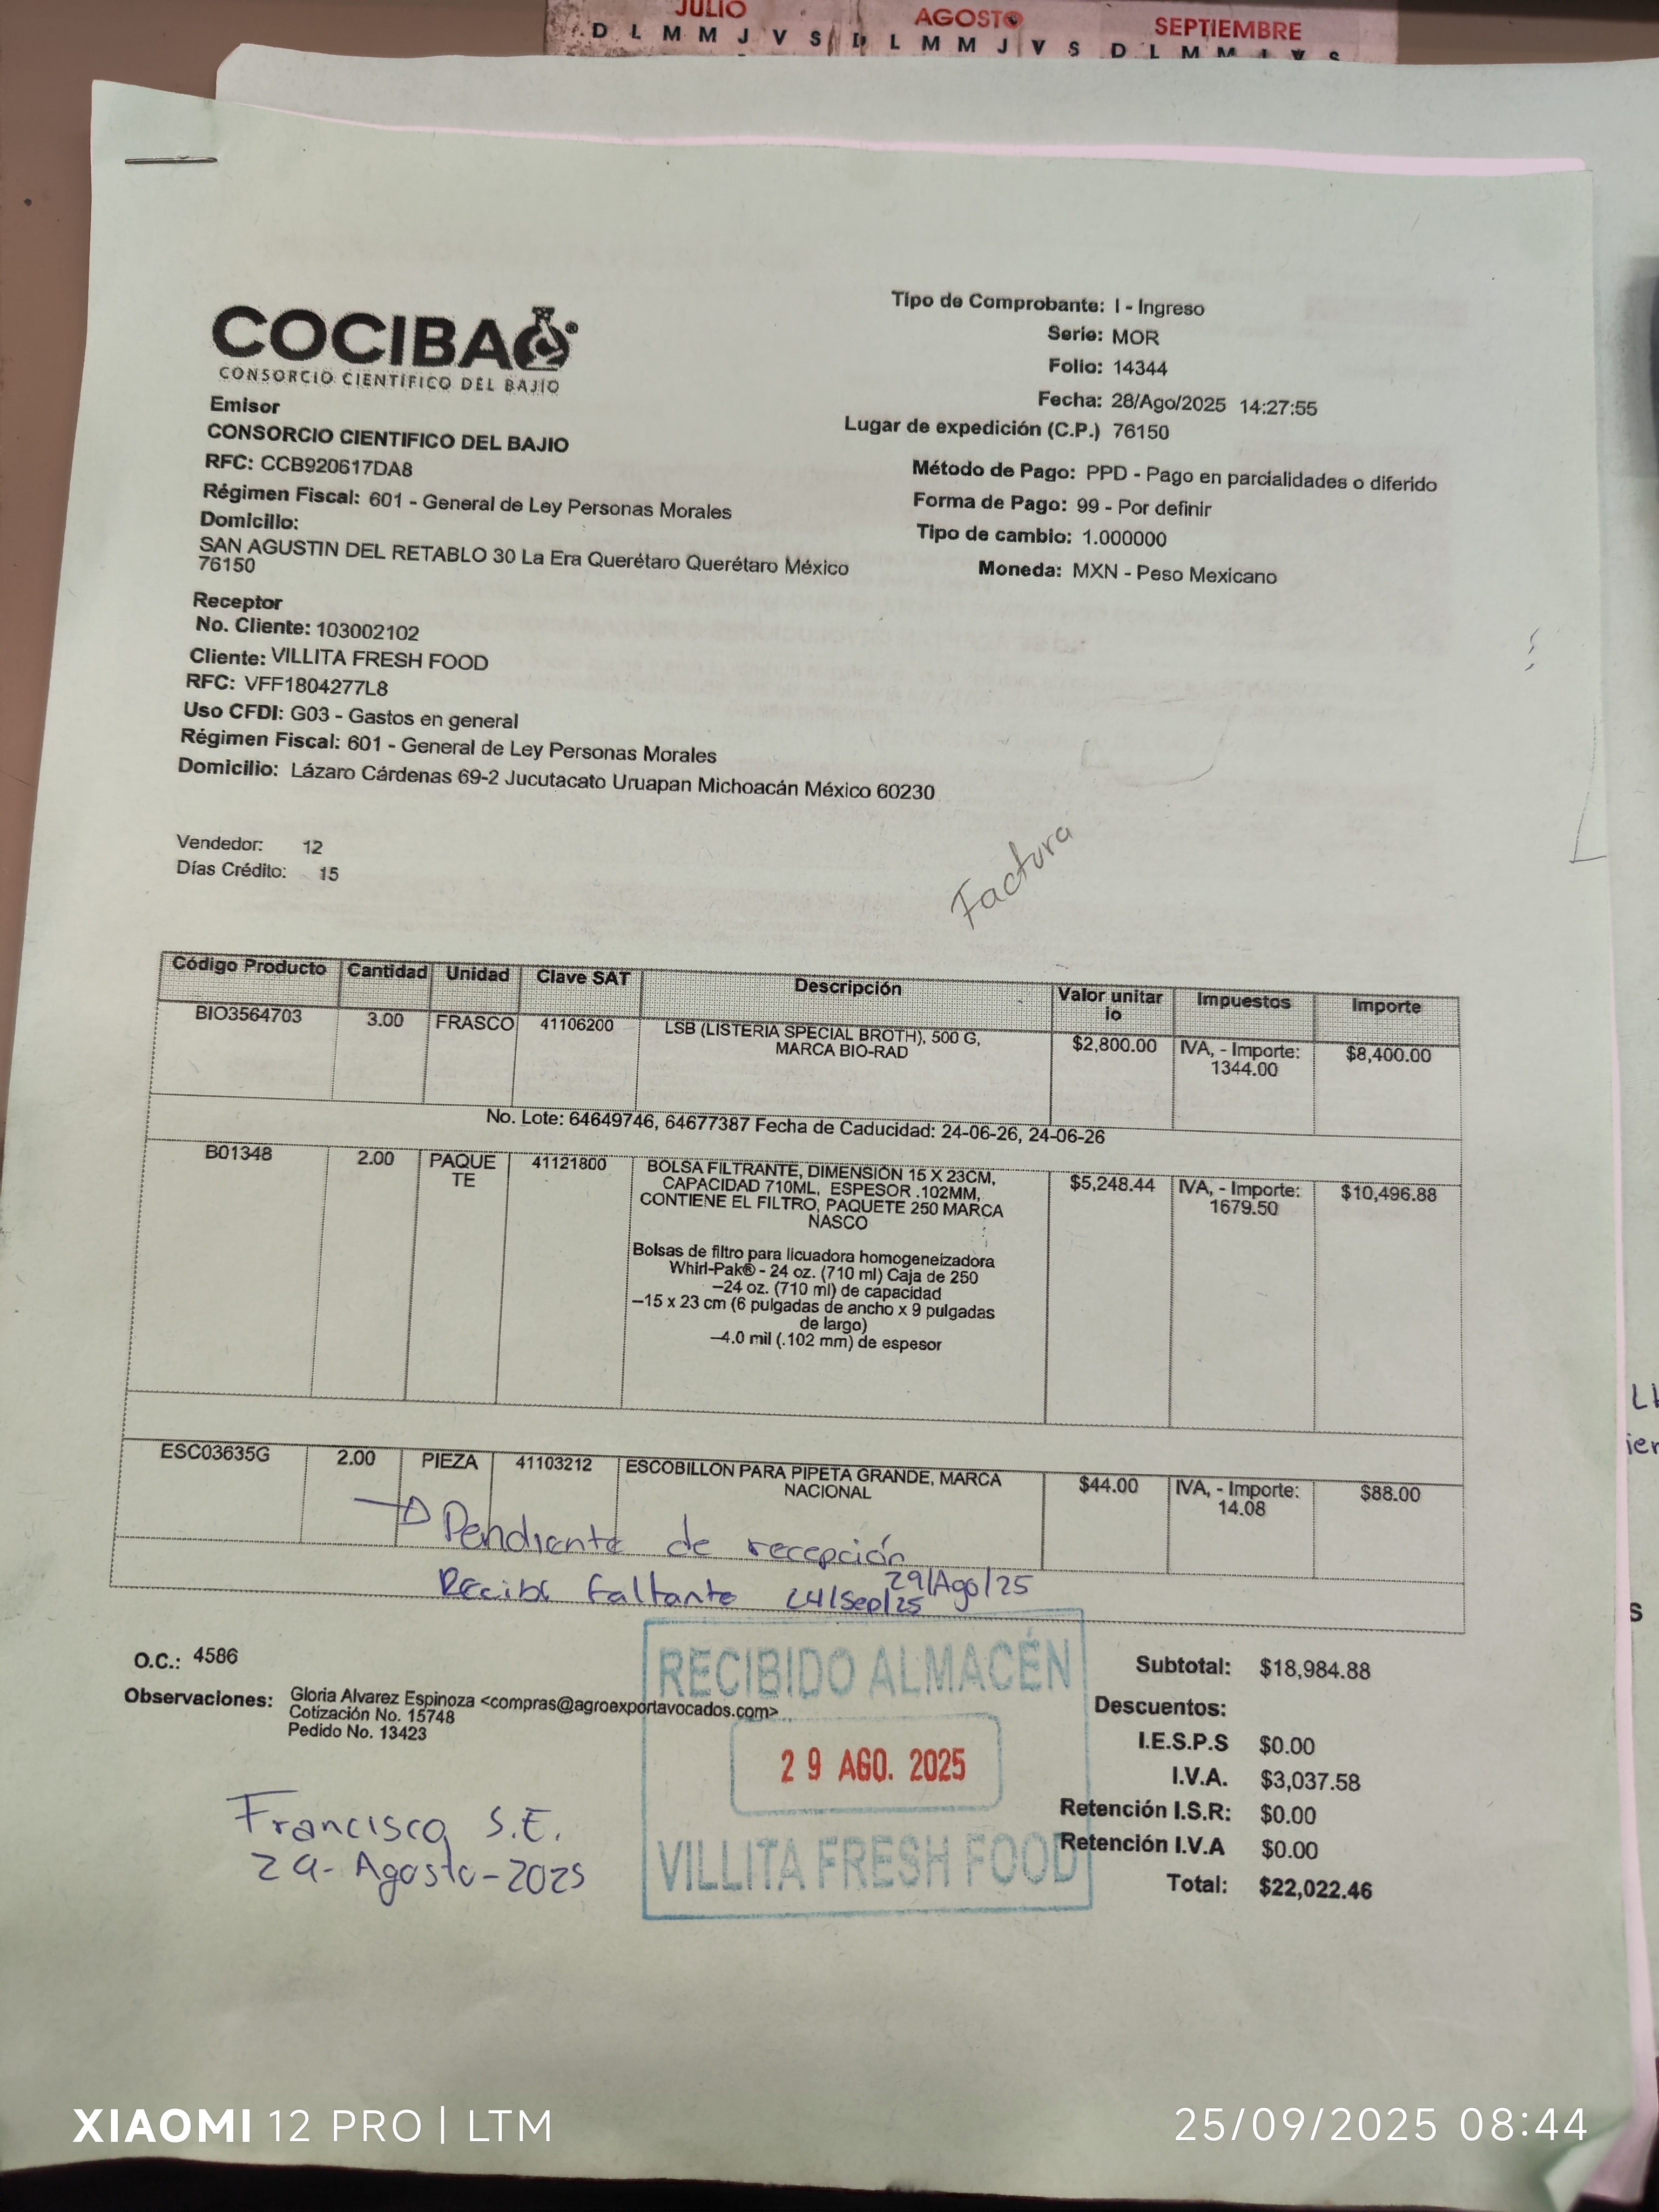 JULIO AGOSTO SEPTIEMBRE
D L M M J V S D L M M J V S D L M M J V S
COCIBA
CONSORCIO CIENTÍFICO DEL BAJIO
Tipo de Comprobante: I - Ingreso
Serie: MOR
Folio: 14344
Fecha: 28/Ago/2025 14:27:55
Lugar de expedición (C.P.) 76150
Método de Pago: PPD - Pago en parcialidades o diferido
Forma de Pago: 99 - Por definir
Tipo de cambio: 1.000000
Moneda: MXN - Peso Mexicano
Emisor
CONSORCIO CIENTIFICO DEL BAJIO
RFC: CCB920617DA8
Régimen Fiscal: 601 - General de Ley Personas Morales
Domicilio:
SAN AGUSTIN DEL RETABLO 30 La Era Querétaro Querétaro México
76150
Receptor
No. Cliente: 103002102
Cliente: VILLITA FRESH FOOD
RFC: VFF1804277L8
Uso CFDI: G03 - Gastos en general
Régimen Fiscal: 601 - General de Ley Personas Morales
Domicilio: Lázaro Cárdenas 69-2 Jucutacato Uruapan Michoacán México 60230
Vendedor: 12
Días Crédito: 15
Factura
Código Producto Cantidad Unidad Clave SAT Descripción Valor unitar
io Impuestos Importe
BIO3564703 3.00 FRASCO 41106200 LSB (LISTERIA SPECIAL BROTH), 500 G, $2,800.00 IVA, - Importe: $8,400.00
MARCA BIO-RAD 1344.00
No. Lote: 64649746, 64677387 Fecha de Caducidad: 24-06-26, 24-06-26
B01348 2.00 PAQUE 41121800 BOLSA FILTRANTE, DIMENSIÓN 15 X 23CM, $5,248.44 IVA, - Importe: $10,496.88
TE CAPACIDAD 710ML, ESPESOR .102MM, 1679.50
CONTIENE EL FILTRO, PAQUETE 250 MARCA
NASCO
Bolsas de filtro para licuadora homogeneizadora
Whirl-Pak® - 24 oz. (710 ml) Caja de 250
–24 oz. (710 ml) de capacidad
–15 x 23 cm (6 pulgadas de ancho x 9 pulgadas
de largo)
–4.0 mil (.102 mm) de espesor
ESC03635G 2.00 PIEZA 41103212 ESCOBILLON PARA PIPETA GRANDE, MARCA $44.00 IVA, - Importe: $88.00
NACIONAL 14.08
Pendiente de recepción
29/Ago/25
Recibí faltante 24/Sep/25
O.C.: 4586
Observaciones: Gloria Alvarez Espinoza <compras@agroexportavocados.com>
Cotización No. 15748
Pedido No. 13423
RECIBIDO ALMACÉN
29 AGO. 2025
VILLITA FRESH FOOD
Francisco S.E.
29-Agosto-2025
Subtotal: $18,984.88
Descuentos:
I.E.S.P.S $0.00
I.V.A. $3,037.58
Retención I.S.R: $0.00
Retención I.V.A $0.00
Total: $22,022.46
XIAOMI 12 PRO | LTM
25/09/2025 08:44